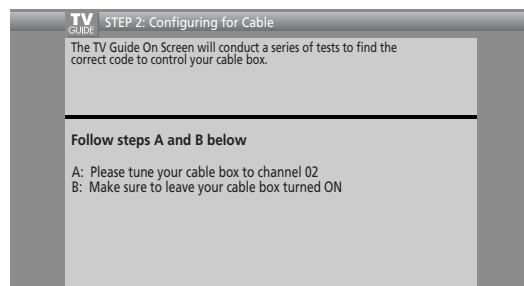 TV
GUIDE
STEP 2: Configuring for Cable
The TV Guide On Screen will conduct a series of tests to find the
correct code to control your cable box.
Follow steps A and B below
A: Please tune your cable box to channel 02
B: Make sure to leave your cable box turned ON